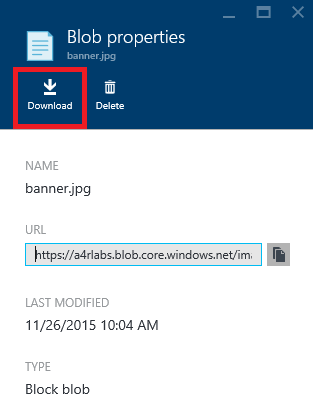 Blob properties
banner.jpg
Download Delete
NAME
banner.jpg
URL
https://a4rlabs.blob.core.windows.net/ima
LAST MODIFIED
11/26/2015 10:04 AM
TYPE
Block blob